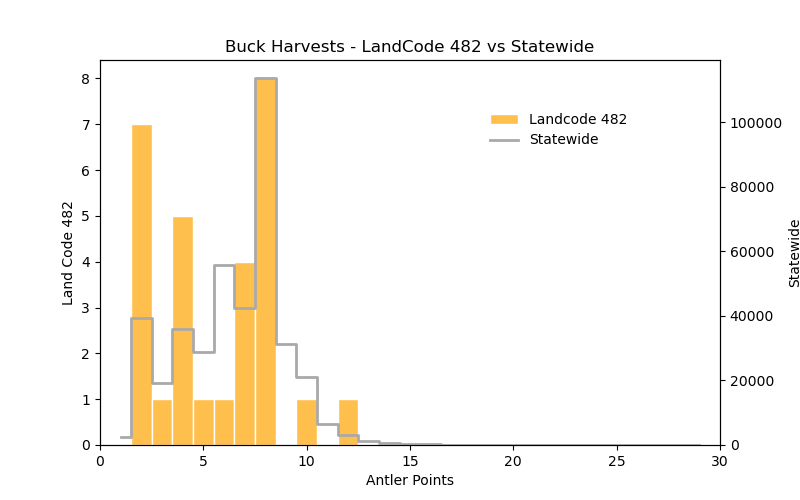 Buck Harvests - LandCode 482 vs Statewide
8
7
6
5
4
3
2
1
0
Land Code 482
Landcode 482
Statewide
100000
80000
60000
40000
20000
0
Statewide
0 5 10 15 20 25 30
Antler Points